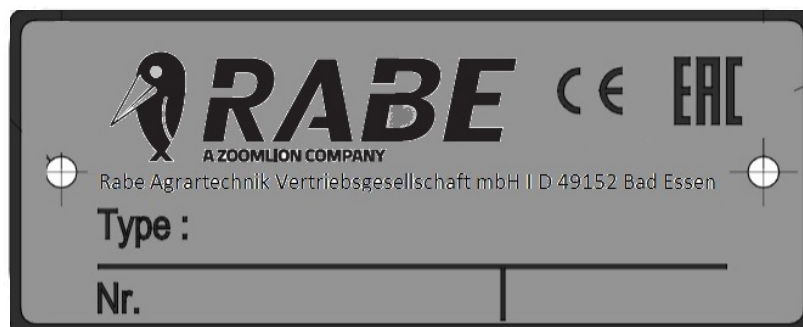 RABE CE EAC
A ZOOMLION COMPANY
Rabe Agrartechnik Vertriebsgesellschaft mbH I D 49152 Bad Essen
Type :
Nr.